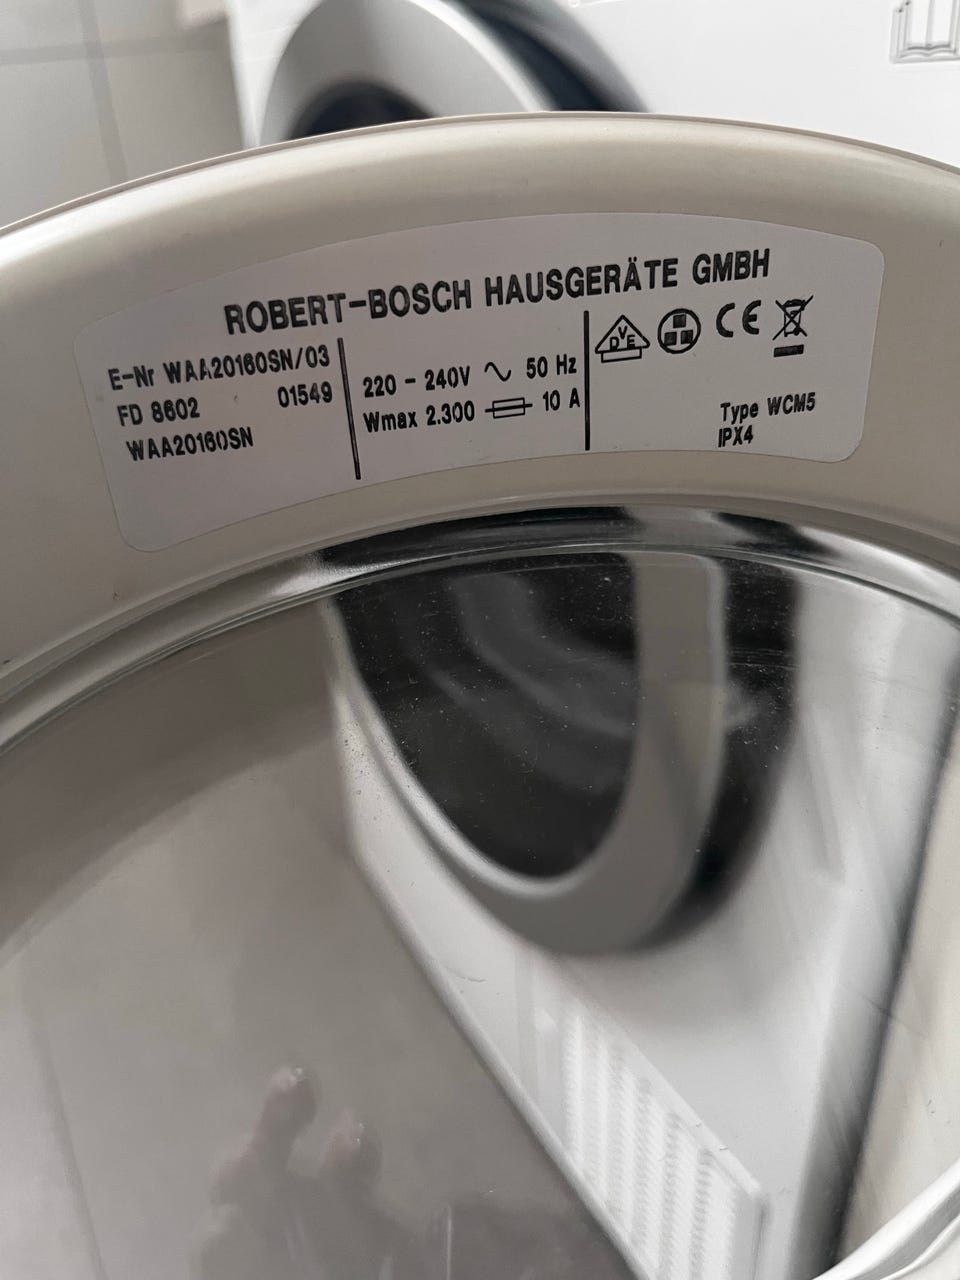 ROBERT-BOSCH HAUSGERÄTE GMBH
E-Nr WAA20160SN/03
FD 8602 01549
WAA20160SN
220 - 240V ∿ 50 Hz
Wmax 2.300 10 A
DVE
CE
Type WCM5
IPX4